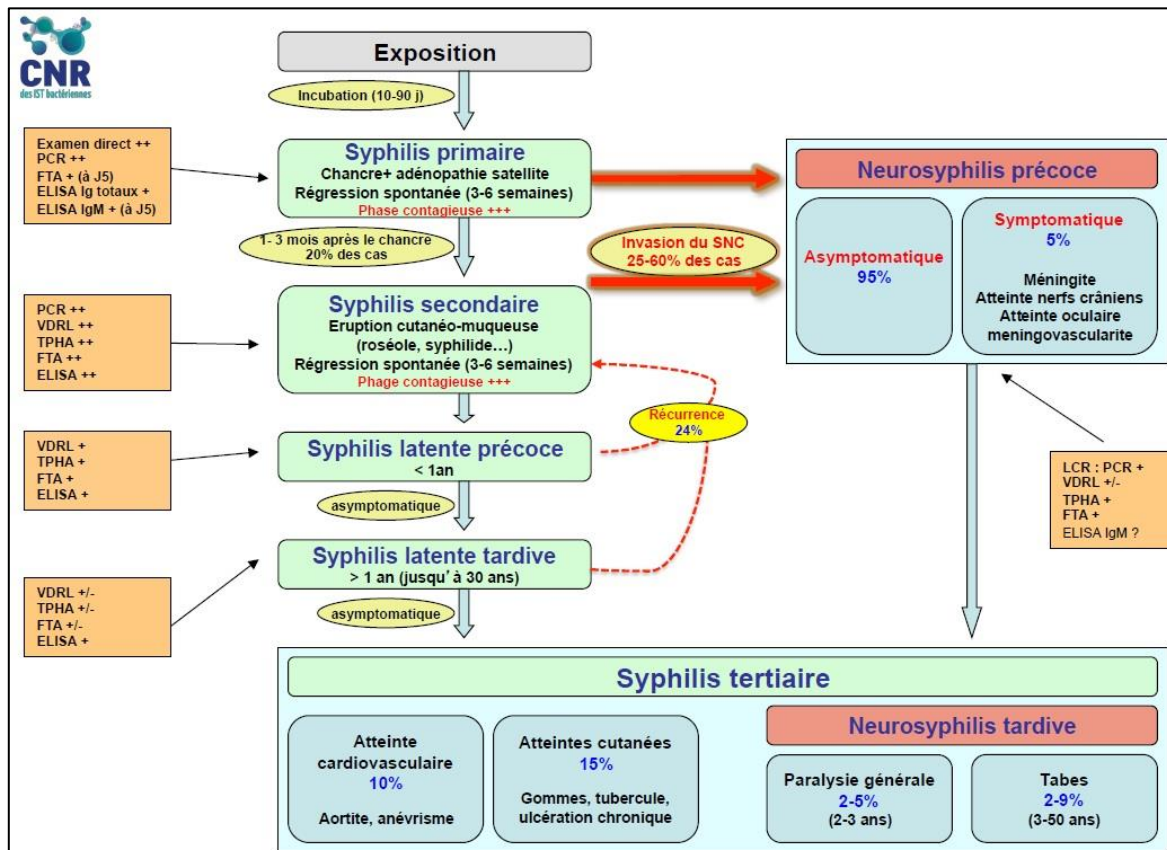 CNR
des IST bactériennes
Exposition
Incubation (10-90 j)
Examen direct ++
PCR ++
FTA + (à J5)
ELISA Ig totaux +
ELISA IgM + (à J5)
Syphilis primaire
Chancre+ adénopathie satellite
Régression spontanée (3-6 semaines)
Phase contagieuse +++
1- 3 mois après le chancre
20% des cas
Invasion du SNC
25-60% des cas
Neurosyphilis précoce
Asymptomatique
95%
Symptomatique
5%
Méningite
Atteinte nerfs crâniens
Atteinte oculaire
meningovascularite
PCR ++
VDRL ++
TPHA ++
FTA ++
ELISA ++
Syphilis secondaire
Eruption cutanéo-muqueuse
(roséole, syphilide…)
Régression spontanée (3-6 semaines)
Phage contagieuse +++
Récurrence
24%
VDRL +
TPHA +
FTA +
ELISA +
Syphilis latente précoce
< 1an
asymptomatique
LCR : PCR +
VDRL +/-
TPHA +
FTA +
ELISA IgM ?
VDRL +/-
TPHA +/-
FTA +/-
ELISA +
Syphilis latente tardive
> 1 an (jusqu’à 30 ans)
asymptomatique
Syphilis tertiaire
Atteinte
cardiovasculaire
10%
Aortite, anévrisme
Atteintes cutanées
15%
Gommes, tubercule,
ulcération chronique
Neurosyphilis tardive
Paralysie générale
2-5%
(2-3 ans)
Tabes
2-9%
(3-50 ans)